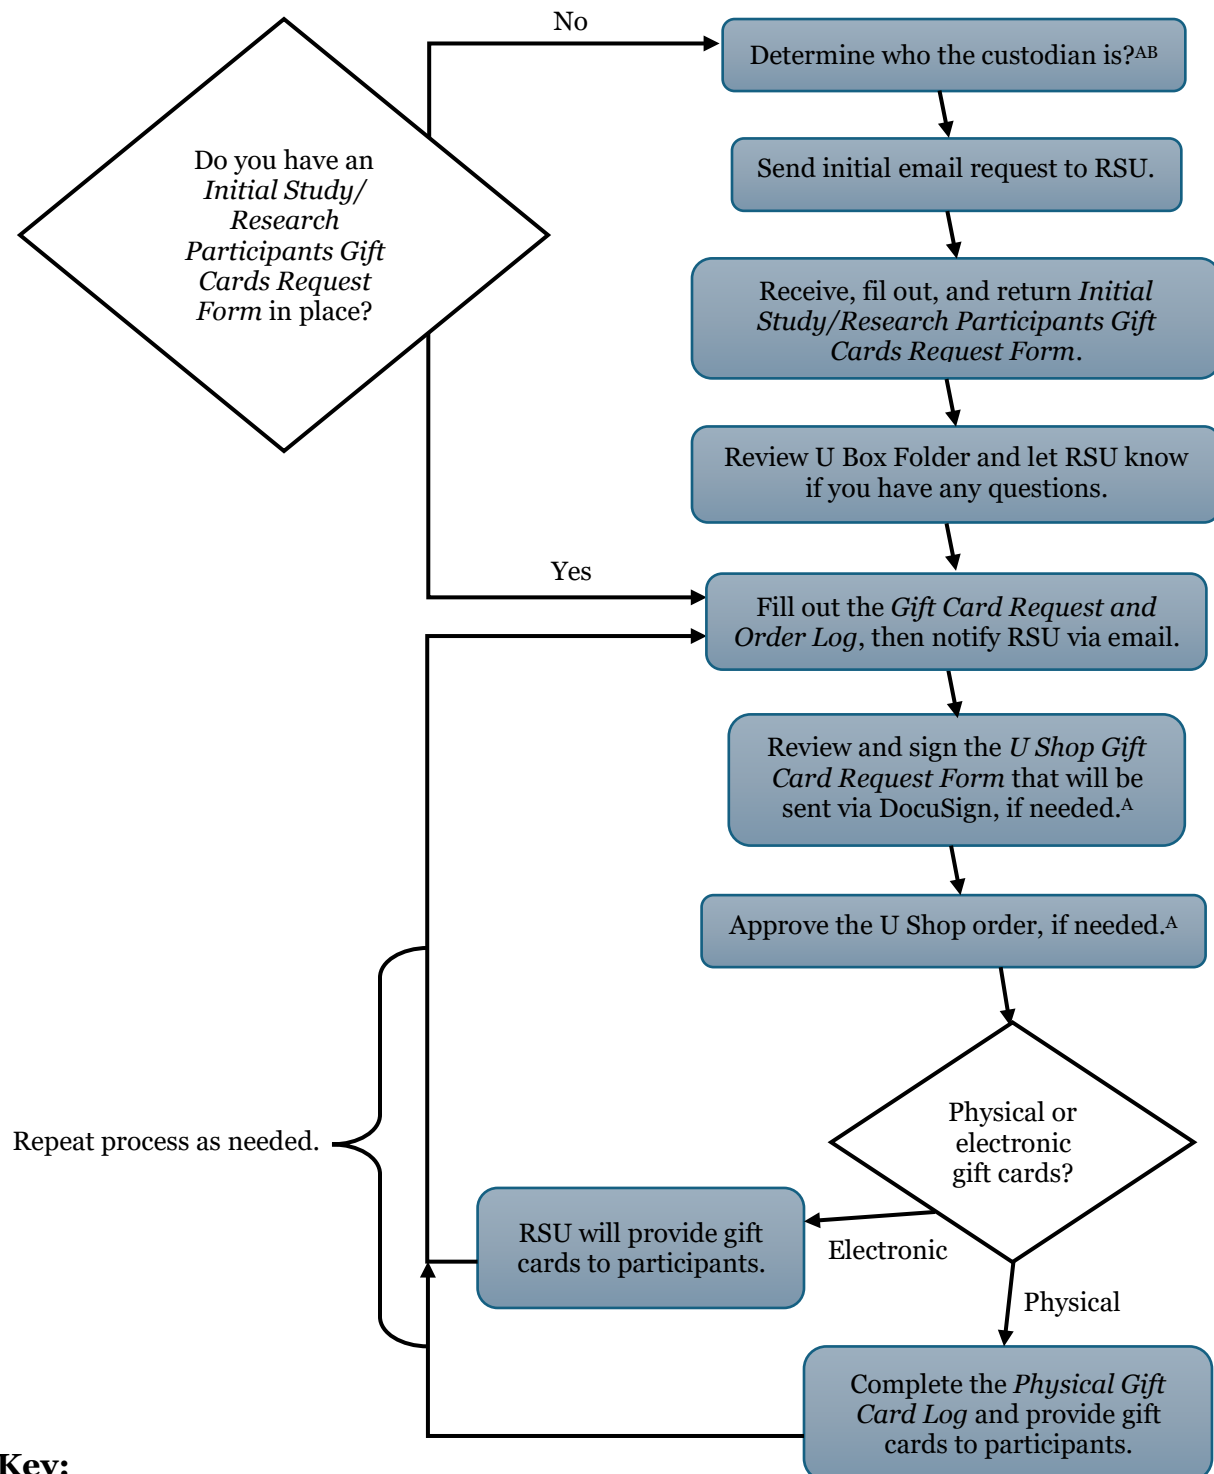 No
Determine who the custodian is?ᴬᴮ
Do you have an
Initial Study/
Research
Participants Gift
Cards Request
Form in place?
Send initial email request to RSU.
Receive, fil out, and return Initial
Study/Research Participants Gift
Cards Request Form.
Review U Box Folder and let RSU know
if you have any questions.
Yes
Fill out the Gift Card Request and
Order Log, then notify RSU via email.
Review and sign the U Shop Gift
Card Request Form that will be
sent via DocuSign, if needed.ᴬ
Approve the U Shop order, if needed.ᴬ
Physical or
electronic
gift cards?
Repeat process as needed.
RSU will provide gift
cards to participants.
Electronic
Physical
Complete the Physical Gift
Card Log and provide gift
cards to participants.
Key: